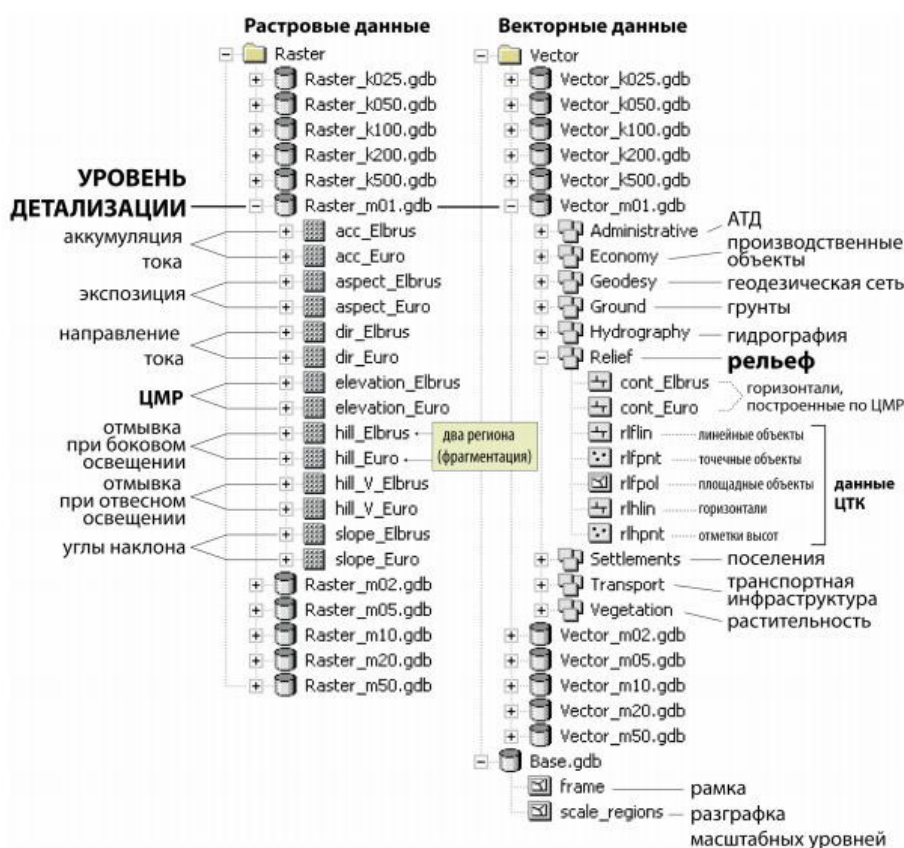 Растровые данные Векторные данные
Raster Vector
Raster_k025.gdb Vector_k025.gdb
Raster_k050.gdb Vector_k050.gdb
Raster_k100.gdb Vector_k100.gdb
Raster_k200.gdb Vector_k200.gdb
Raster_k500.gdb Vector_k500.gdb
УРОВЕНЬ
ДЕТАЛИЗАЦИИ Raster_m01.gdb Vector_m01.gdb
аккумуляция
тока
acc_Elbrus
acc_Euro
экспозиция
aspect_Elbrus
aspect_Euro
направление
тока
dir_Elbrus
dir_Euro
ЦМР
elevation_Elbrus
elevation_Euro
отмывка
при боковом
освещении
hill_Elbrus
hill_Euro
два региона
(фрагментация)
отмывка
при отвесном
освещении
hill_V_Elbrus
hill_V_Euro
углы наклона
slope_Elbrus
slope_Euro
Raster_m02.gdb
Raster_m05.gdb
Raster_m10.gdb
Raster_m20.gdb
Raster_m50.gdb
Administrative АТД
Economy производственные
объекты
Geodesy геодезическая сеть
Ground грунты
Hydrography гидрография
Relief рельеф
cont_Elbrus
cont_Euro
горизонтали,
построенные по ЦМР
rlflin линейные объекты
rlfpnt точечные объекты
rlfpol площадные объекты
rlhlin горизонтали
rlhpnt отметки высот
данные
ЦТК
Settlements поселения
Transport транспортная
инфраструктура
Vegetation растительность
Vector_m02.gdb
Vector_m05.gdb
Vector_m10.gdb
Vector_m20.gdb
Vector_m50.gdb
Base.gdb
frame рамка
scale_regions разграфка
масштабных уровней